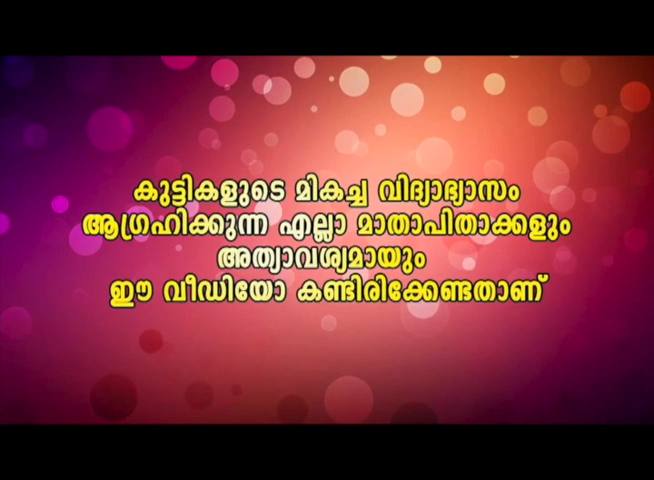 കുട്ടികളുടെ മികച്ച വിദ്യാഭ്യാസം
ആഗ്രഹിക്കുന്ന എല്ലാ മാതാപിതാക്കളും
അത്യാവശ്യമായും
ഈ വീഡിയോ കണ്ടിരിക്കേണ്ടതാണ്